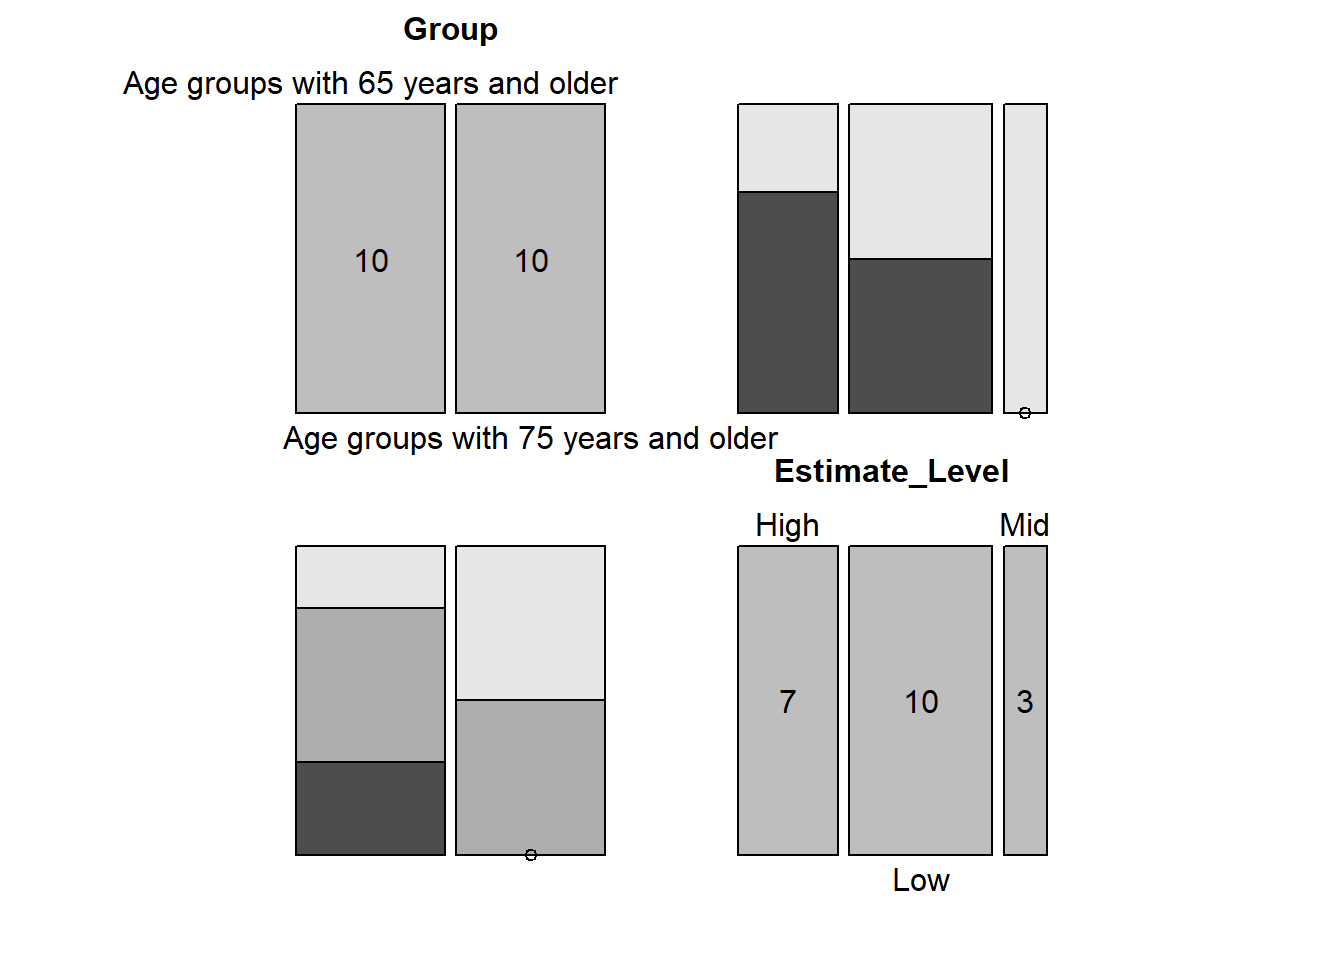 Group
Age groups with 65 years and older
10 10
Age groups with 75 years and older
Estimate_Level
High Mid
7 10 3
Low